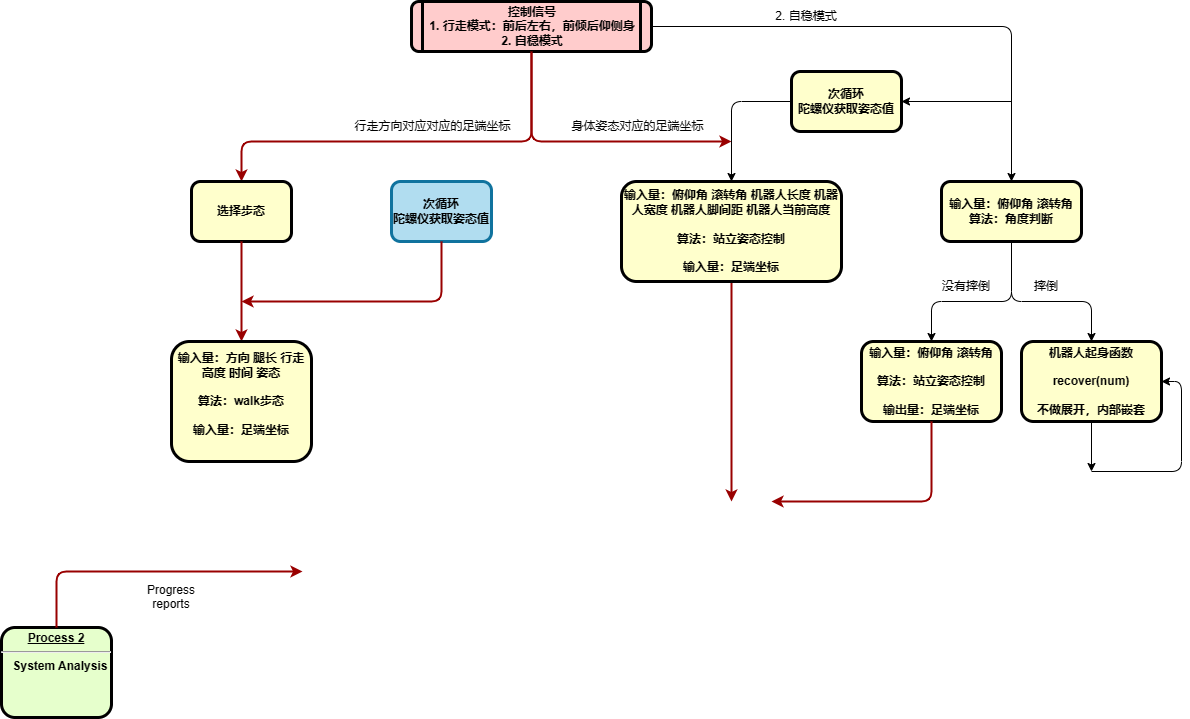 控制信号
1. 行走模式：前后左右，前倾后仰侧身
2. 自稳模式
2. 自稳模式
次循环
陀螺仪获取姿态值
行走方向对应对应的足端坐标
身体姿态对应的足端坐标
选择步态
次循环
陀螺仪获取姿态值
输入量：俯仰角 滚转角 机器人长度 机器
人宽度 机器人脚间距 机器人当前高度
算法：站立姿态控制
输入量：足端坐标
输入量：俯仰角 滚转角
算法：角度判断
没有摔倒
摔倒
输入量：方向 腿长 行走
高度 时间 姿态
算法：walk步态
输入量：足端坐标
输入量：俯仰角 滚转角
算法：站立姿态控制
输出量：足端坐标
机器人起身函数
recover(num)
不做展开，内部嵌套
Progress
reports
Process 2
System Analysis